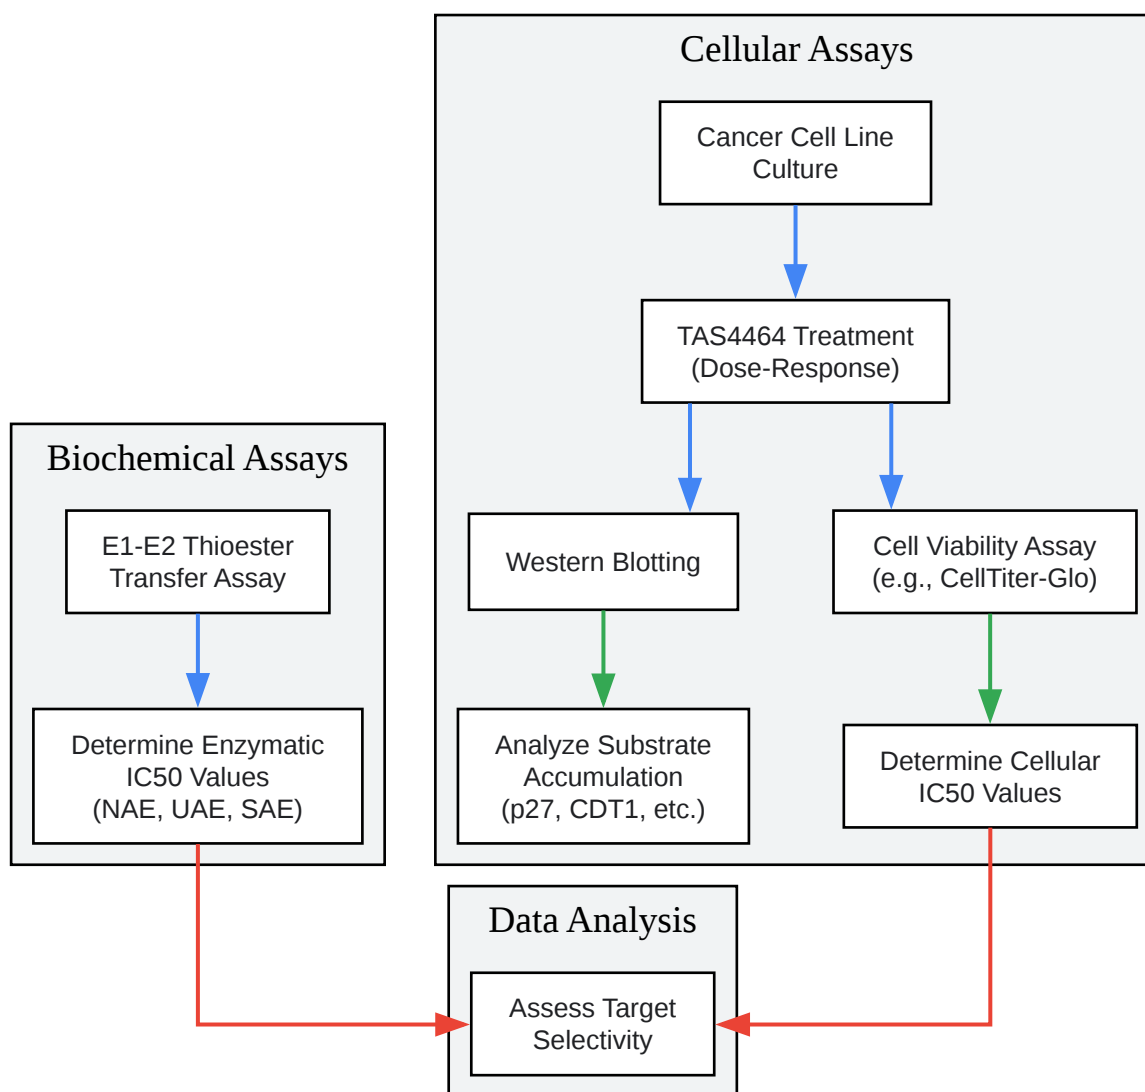 Cellular Assays
Cancer Cell Line
Culture
TAS4464 Treatment
(Dose-Response)
Western Blotting
Cell Viability Assay
(e.g., CellTiter-Glo)
Analyze Substrate
Accumulation
(p27, CDT1, etc.)
Determine Cellular
IC50 Values
Biochemical Assays
E1-E2 Thioester
Transfer Assay
Determine Enzymatic
IC50 Values
(NAE, UAE, SAE)
Data Analysis
Assess Target
Selectivity